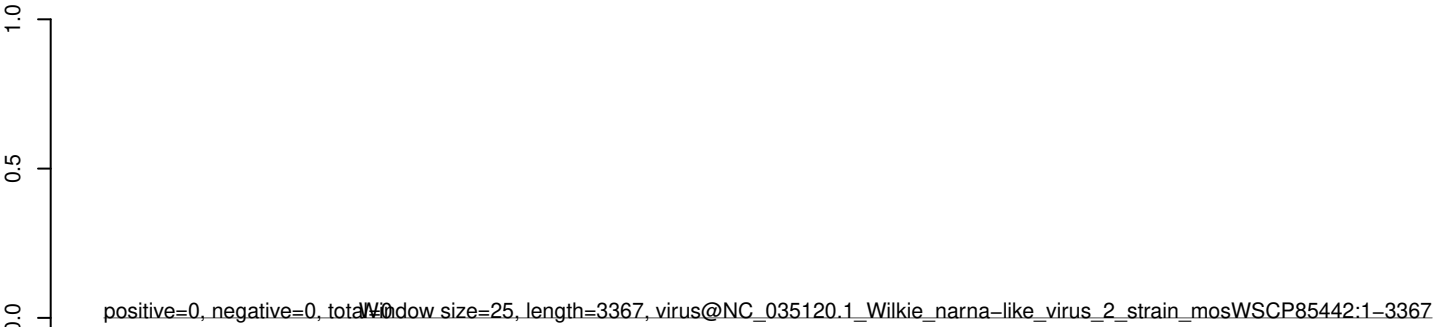 1.0
0.5
0.0
positive=0, negative=0, total=0
Window size=25, length=3367, virus@NC_035120.1_Wilkie_narna−like_virus_2_strain_mosWSCP85442:1−3367